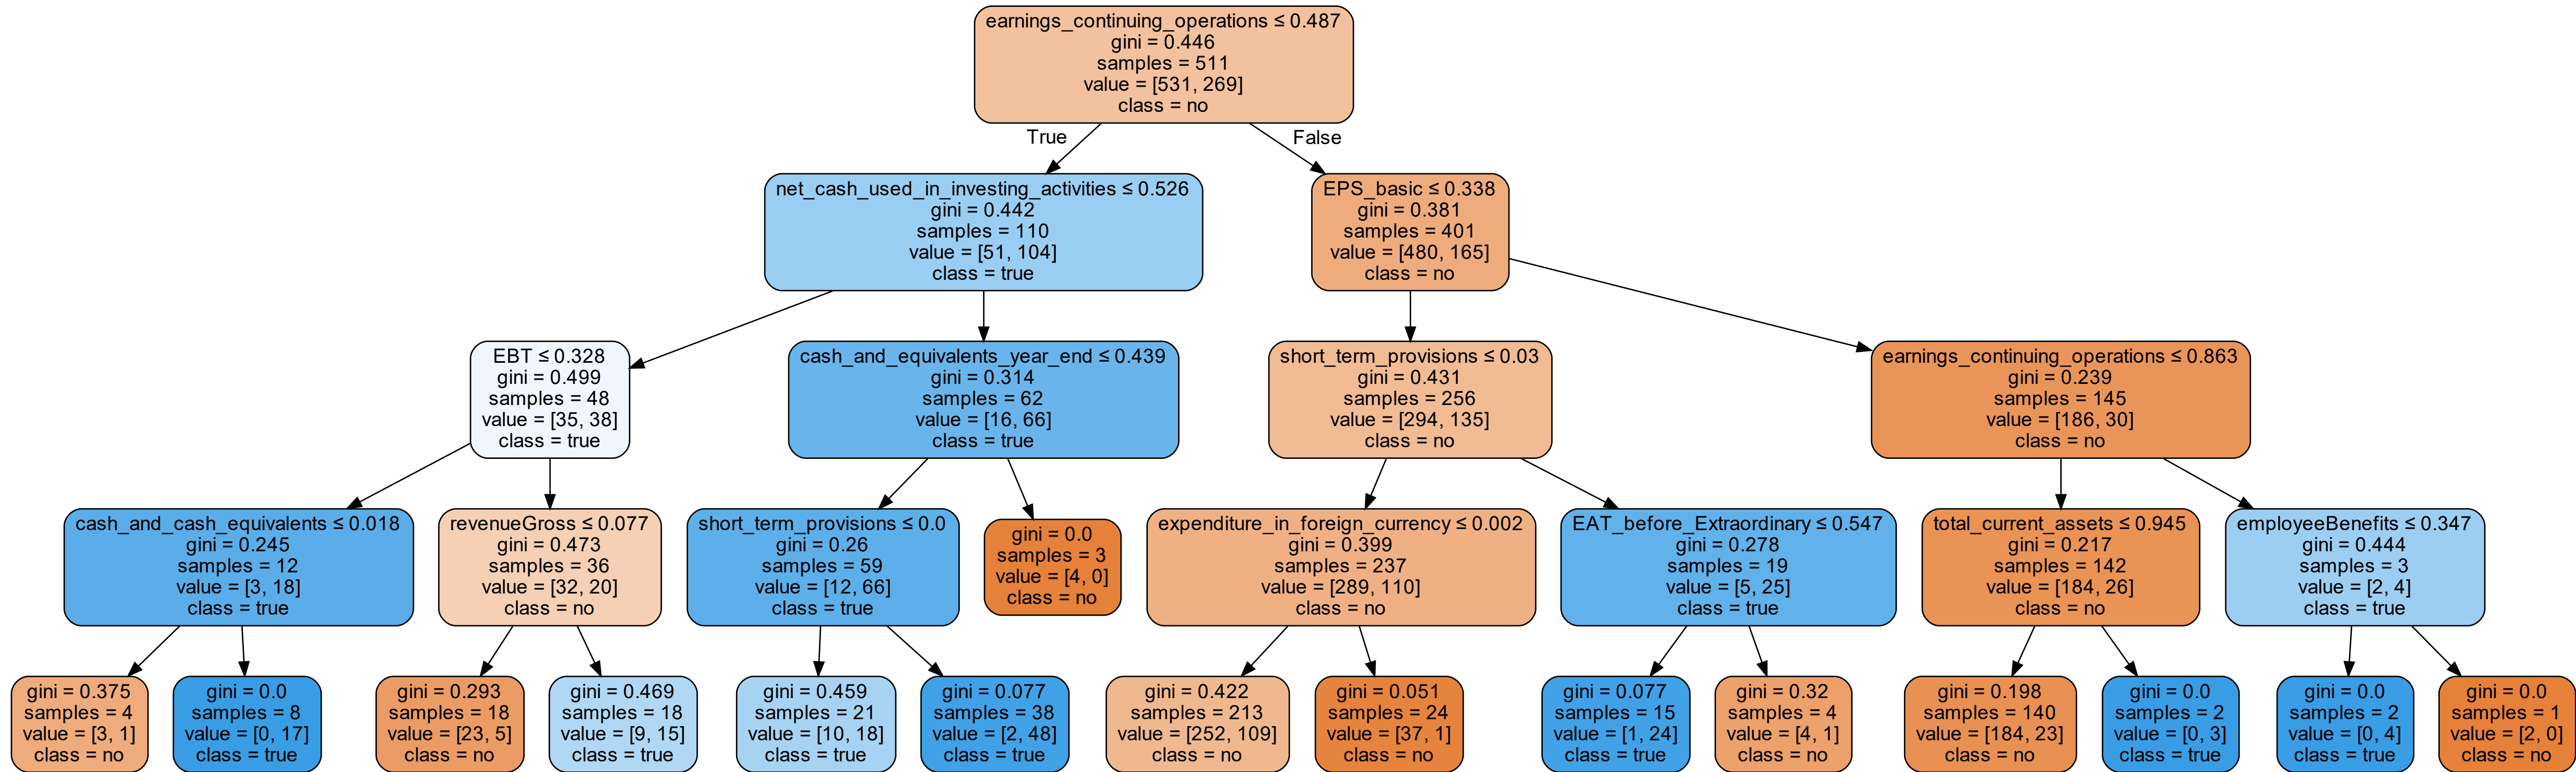 earnings_continuing_operations ≤ 0.487
gini = 0.446
samples = 511
value = [531, 269]
class = no
True
False
net_cash_used_in_investing_activities ≤ 0.526
gini = 0.442
samples = 110
value = [51, 104]
class = true
EPS_basic ≤ 0.338
gini = 0.381
samples = 401
value = [480, 165]
class = no
EBT ≤ 0.328
gini = 0.499
samples = 48
value = [35, 38]
class = true
cash_and_equivalents_year_end ≤ 0.439
gini = 0.314
samples = 62
value = [16, 66]
class = true
short_term_provisions ≤ 0.03
gini = 0.431
samples = 256
value = [294, 135]
class = no
earnings_continuing_operations ≤ 0.863
gini = 0.239
samples = 145
value = [186, 30]
class = no
cash_and_cash_equivalents ≤ 0.018
gini = 0.245
samples = 12
value = [3, 18]
class = true
revenueGross ≤ 0.077
gini = 0.473
samples = 36
value = [32, 20]
class = no
short_term_provisions ≤ 0.0
gini = 0.26
samples = 59
value = [12, 66]
class = true
gini = 0.0
samples = 3
value = [4, 0]
class = no
expenditure_in_foreign_currency ≤ 0.002
gini = 0.399
samples = 237
value = [289, 110]
class = no
EAT_before_Extraordinary ≤ 0.547
gini = 0.278
samples = 19
value = [5, 25]
class = true
total_current_assets ≤ 0.945
gini = 0.217
samples = 142
value = [184, 26]
class = no
employeeBenefits ≤ 0.347
gini = 0.444
samples = 3
value = [2, 4]
class = true
gini = 0.375
samples = 4
value = [3, 1]
class = no
gini = 0.0
samples = 8
value = [0, 17]
class = true
gini = 0.293
samples = 18
value = [23, 5]
class = no
gini = 0.469
samples = 18
value = [9, 15]
class = true
gini = 0.459
samples = 21
value = [10, 18]
class = true
gini = 0.077
samples = 38
value = [2, 48]
class = true
gini = 0.422
samples = 213
value = [252, 109]
class = no
gini = 0.051
samples = 24
value = [37, 1]
class = no
gini = 0.077
samples = 15
value = [1, 24]
class = true
gini = 0.32
samples = 4
value = [4, 1]
class = no
gini = 0.198
samples = 140
value = [184, 23]
class = no
gini = 0.0
samples = 2
value = [0, 3]
class = true
gini = 0.0
samples = 2
value = [0, 4]
class = true
gini = 0.0
samples = 1
value = [2, 0]
class = no